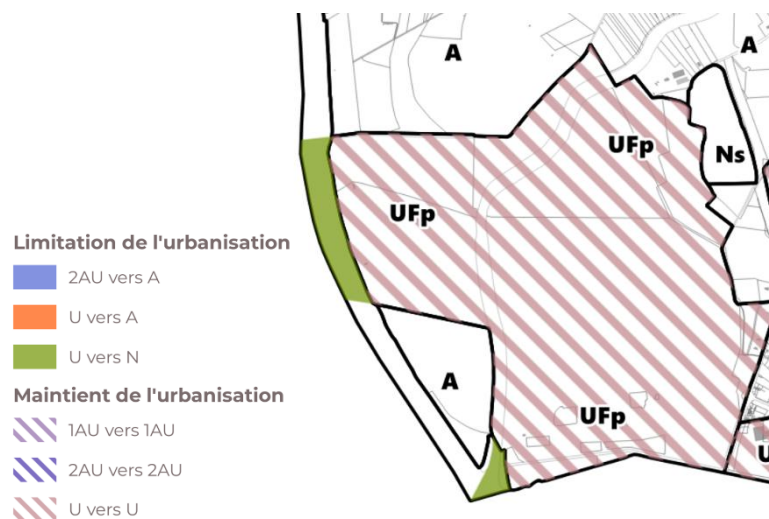 A
A
UFp
Ns
UFp
Limitation de l'urbanisation
2AU vers A
U vers A
U vers N
A
Maintient de l'urbanisation
1AU vers 1AU
UFp
2AU vers 2AU
U
U vers U